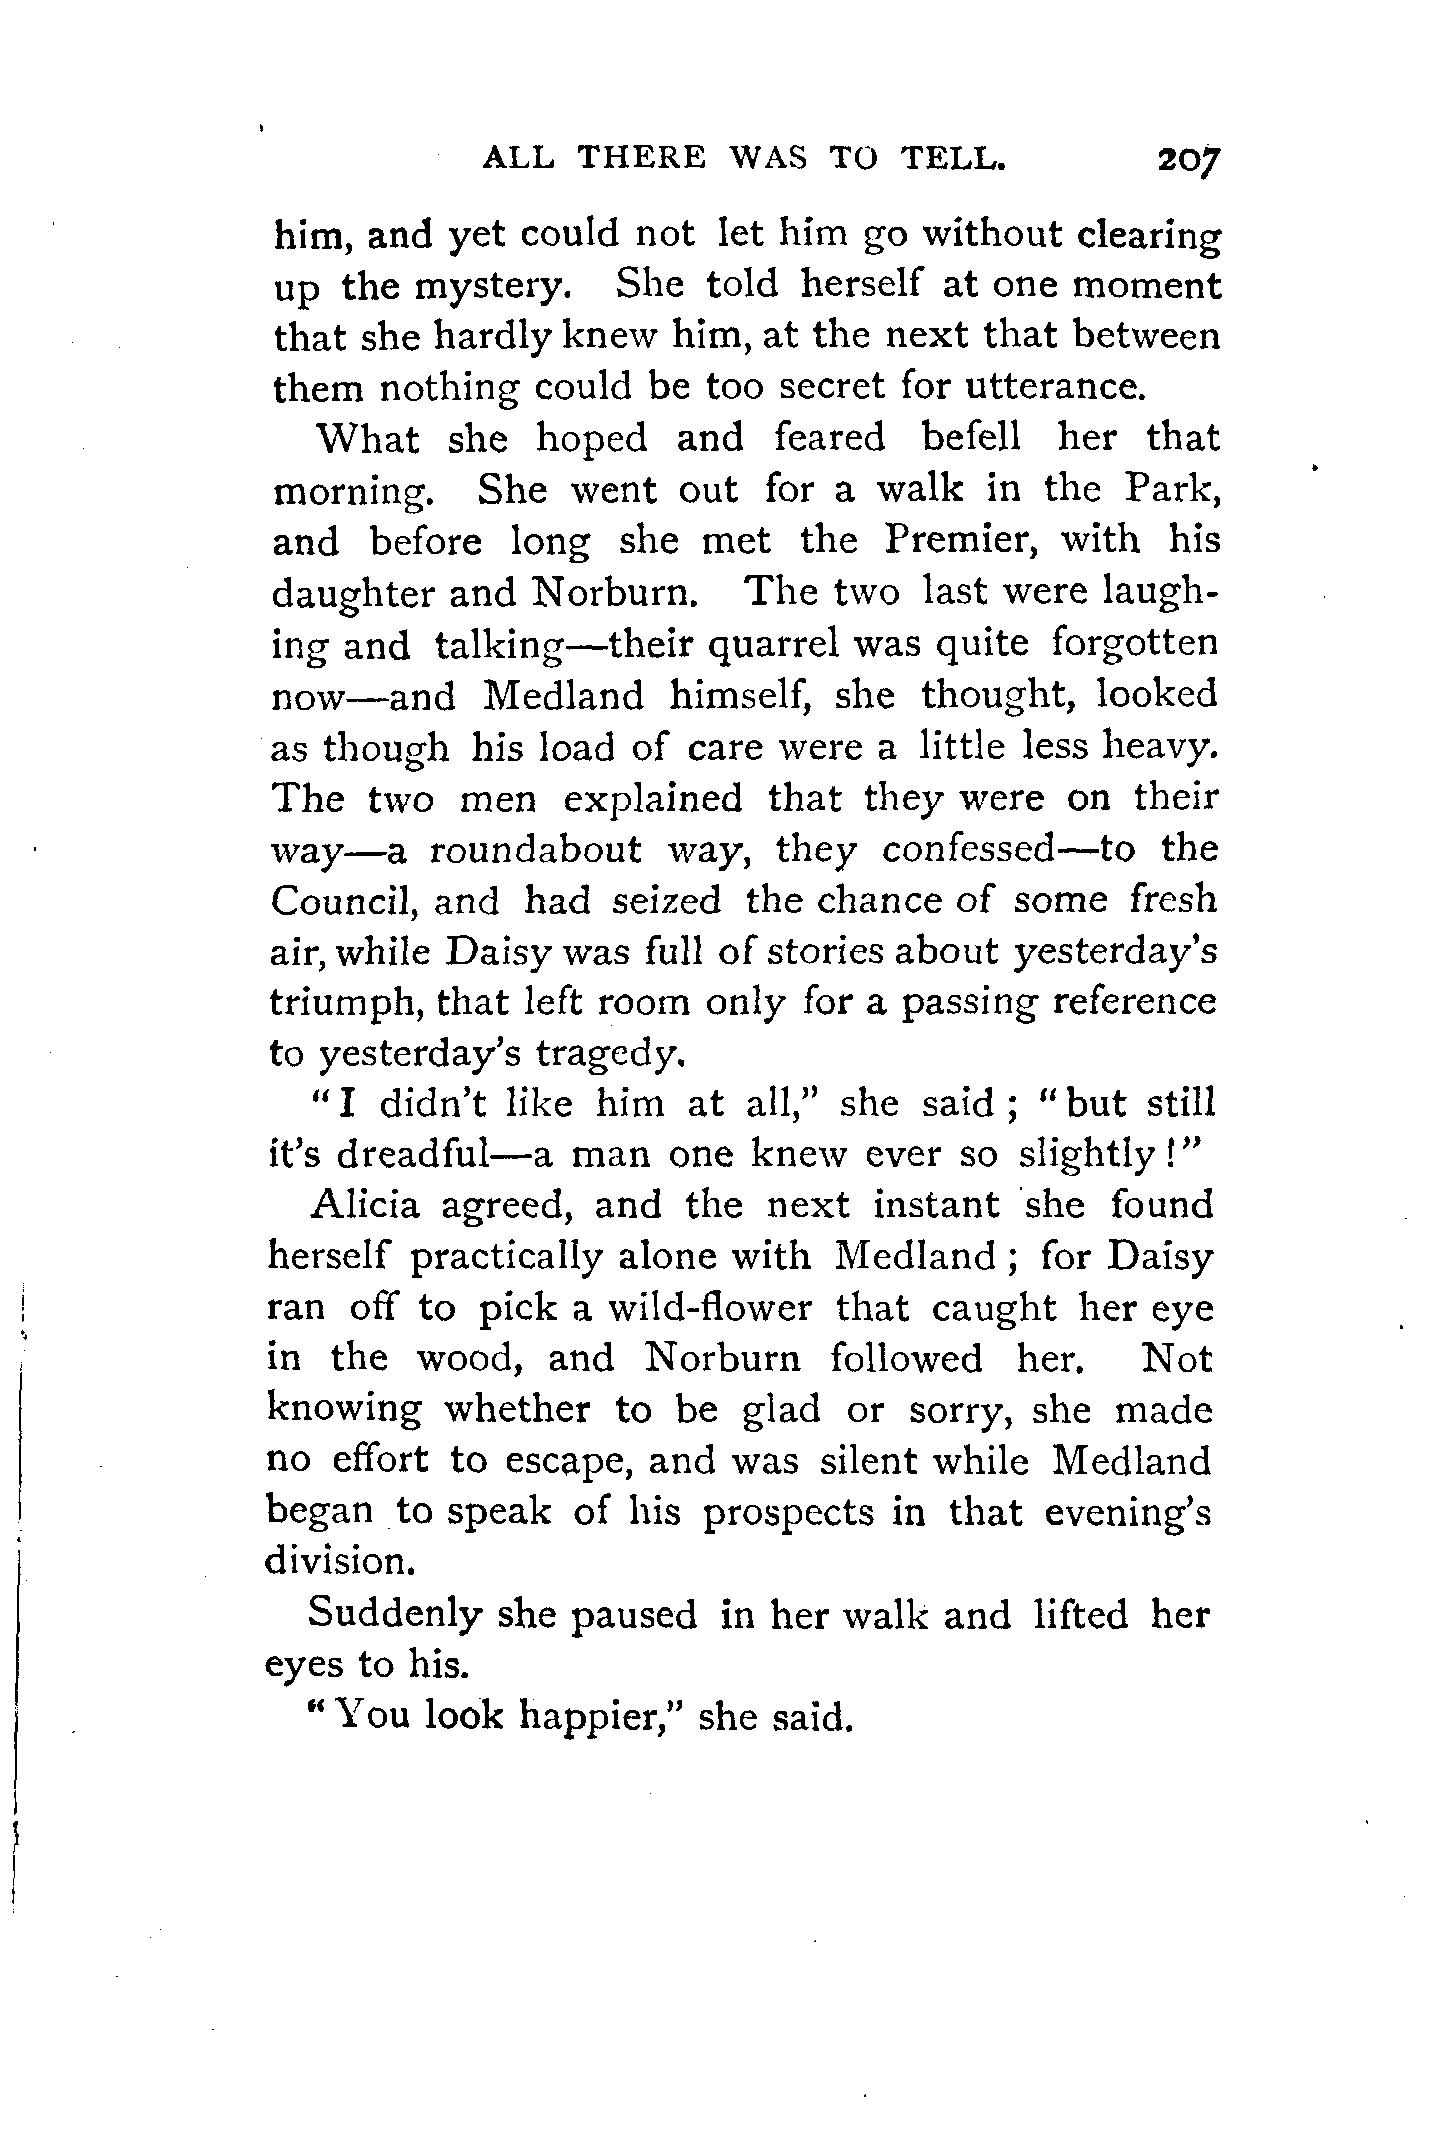 ALL THERE WAS TO TELL. 207
him, and yet could not let him go without clearing
up the mystery. She told herself at one moment
that she hardly knew him, at the next that between
them nothing could be too secret for utterance.
What she hoped and feared befell her that
morning. She went out for a walk in the Park,
and before long she met the Premier, with his
daughter and Norburn. The two last were laugh-
ing and talking—their quarrel was quite forgotten
now—and Medland himself, she thought, looked
as though his load of care were a little less heavy.
The two men explained that they were on their
way—a roundabout way, they confessed—to the
Council, and had seized the chance of some fresh
air, while Daisy was full of stories about yesterday's
triumph, that left room only for a passing reference
to yesterday's tragedy.
"I didn't like him at all," she said; "but still
it's dreadful—a man one knew ever so slightly!"
Alicia agreed, and the next instant she found
herself practically alone with Medland; for Daisy
ran off to pick a wild-flower that caught her eye
in the wood, and Norburn followed her. Not
knowing whether to be glad or sorry, she made
no effort to escape, and was silent while Medland
began to speak of his prospects in that evening's
division.
Suddenly she paused in her walk and lifted her
eyes to his.
"You look happier," she said.